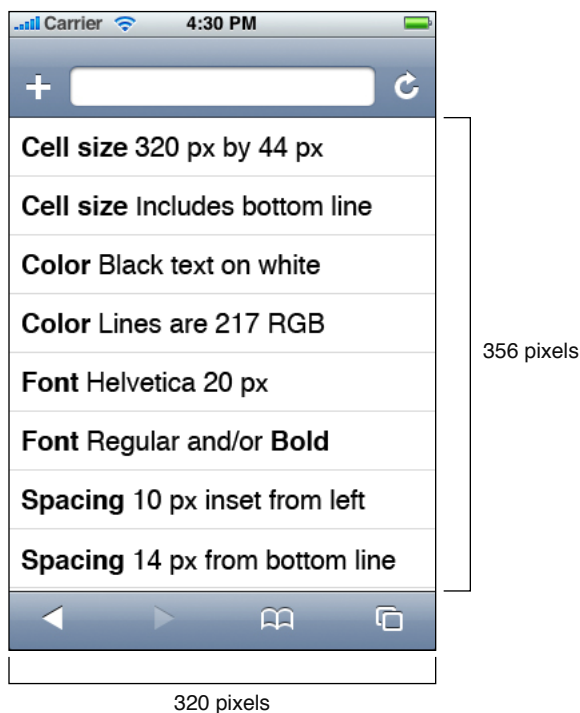 Carrier 4:30 PM
Cell size 320 px by 44 px
Cell size Includes bottom line
Color Black text on white
Color Lines are 217 RGB
Font Helvetica 20 px
Font Regular and/or Bold
Spacing 10 px inset from left
Spacing 14 px from bottom line
356 pixels
320 pixels